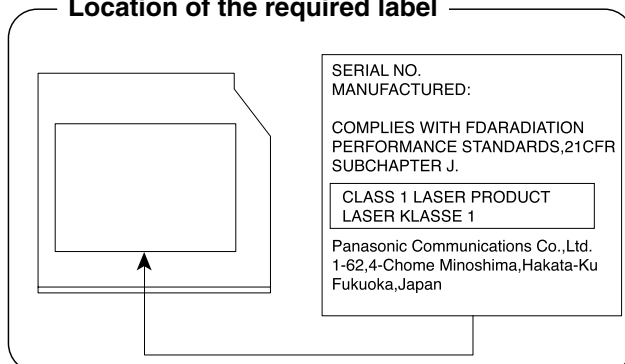 Location of the required label
SERIAL NO.
MANUFACTURED:
COMPLIES WITH FDARADIATION
PERFORMANCE STANDARDS,21CFR
SUBCHAPTER J.
CLASS 1 LASER PRODUCT
LASER KLASSE 1
Panasonic Communications Co.,Ltd.
1-62,4-Chome Minoshima,Hakata-Ku
Fukuoka,Japan